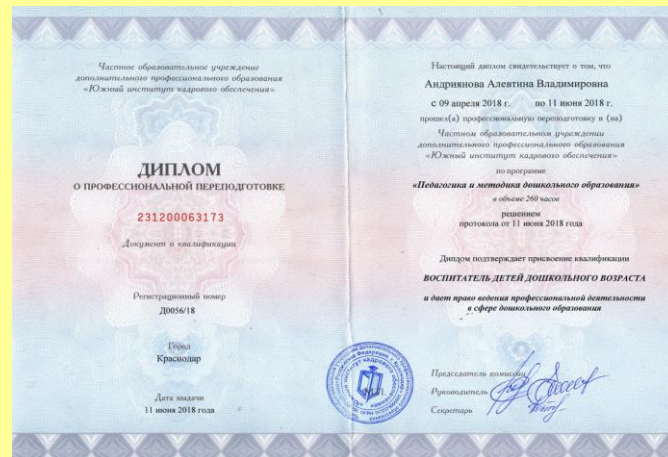 Частное образовательное учреждение
дополнительного профессионального образования
«Южный институт кадрового обеспечения»
ДИПЛОМ
О ПРОФЕССИОНАЛЬНОЙ ПЕРЕПОДГОТОВКЕ
231200063173
Документ о квалификации
Регистрационный номер
Д0056/18
Город
Краснодар
Дата выдачи
11 июня 2018 года
Настоящий диплом свидетельствует о том, что
Андриянова Алевтина Владимировна
с 09 апреля 2018 г. по 11 июня 2018 г.
прошел(а) профессиональную переподготовку в (на)
Частном образовательном учреждении
дополнительного профессионального образования
«Южный институт кадрового обеспечения»
по программе
«Педагогика и методика дошкольного образования»
в объеме 260 часов
решением
протокола от 11 июня 2018 года
Диплом подтверждает присвоение квалификации
ВОСПИТАТЕЛЬ ДЕТЕЙ ДОШКОЛЬНОГО ВОЗРАСТА
и дает право ведения профессиональной деятельности
в сфере дошкольного образования
М.П.
Председатель комиссии
Руководитель
Секретарь